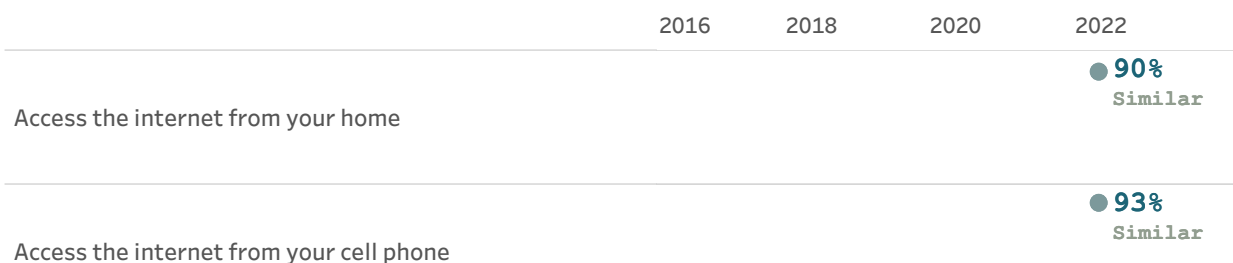 2016 2018 2020 2022
90%
Similar
Access the internet from your home
93%
Similar
Access the internet from your cell phone